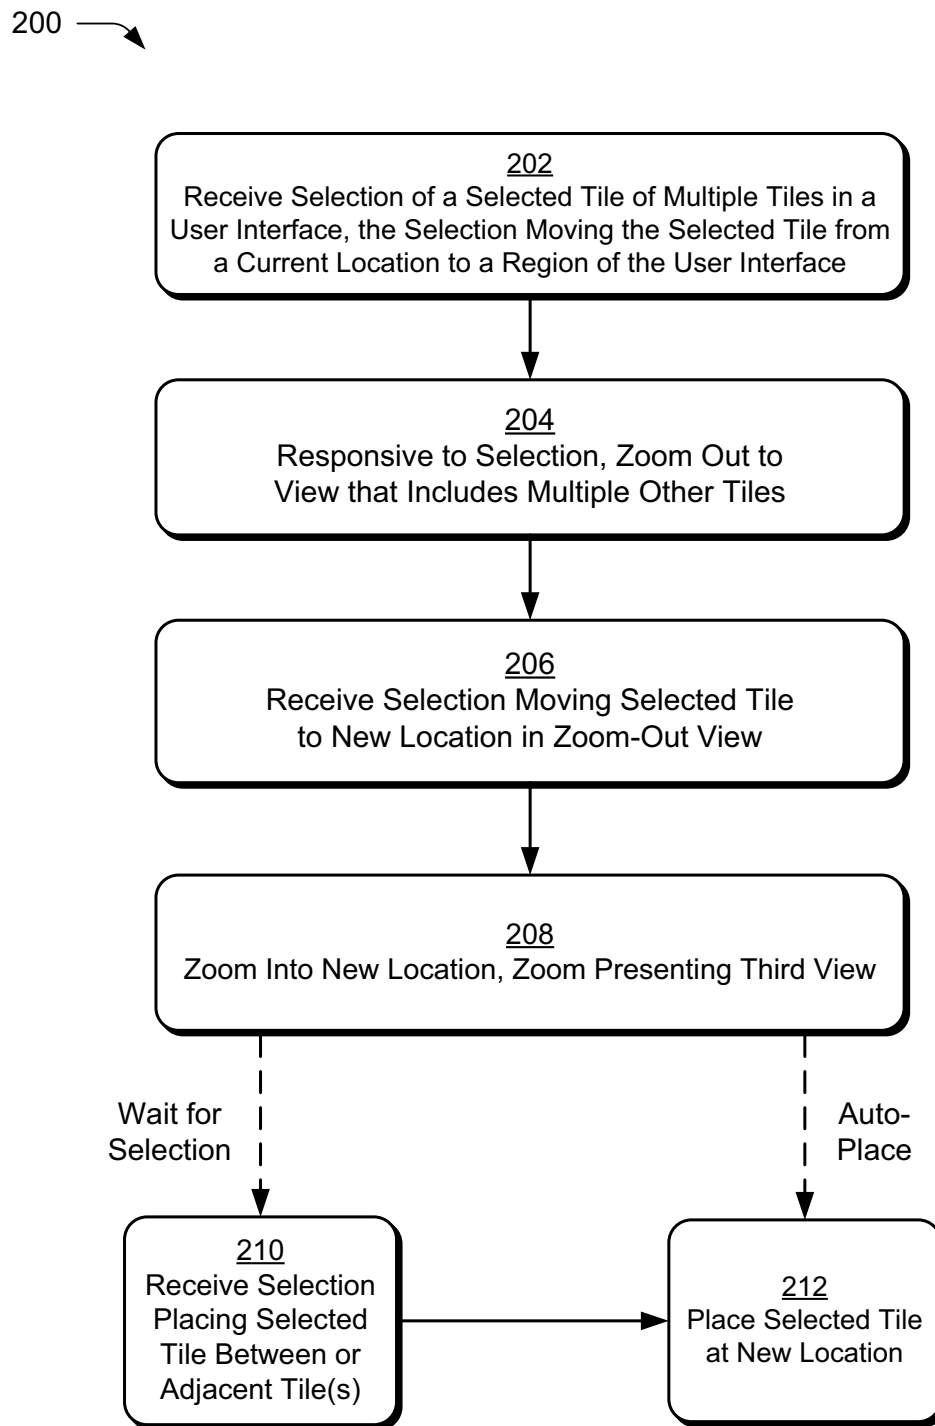 200
202
Receive Selection of a Selected Tile of Multiple Tiles in a
User Interface, the Selection Moving the Selected Tile from
a Current Location to a Region of the User Interface
204
Responsive to Selection, Zoom Out to
View that Includes Multiple Other Tiles
206
Receive Selection Moving Selected Tile
to New Location in Zoom-Out View
208
Zoom Into New Location, Zoom Presenting Third View
Wait for
Selection
Auto-
Place
210
Receive Selection
Placing Selected
Tile Between or
Adjacent Tile(s)
212
Place Selected Tile
at New Location